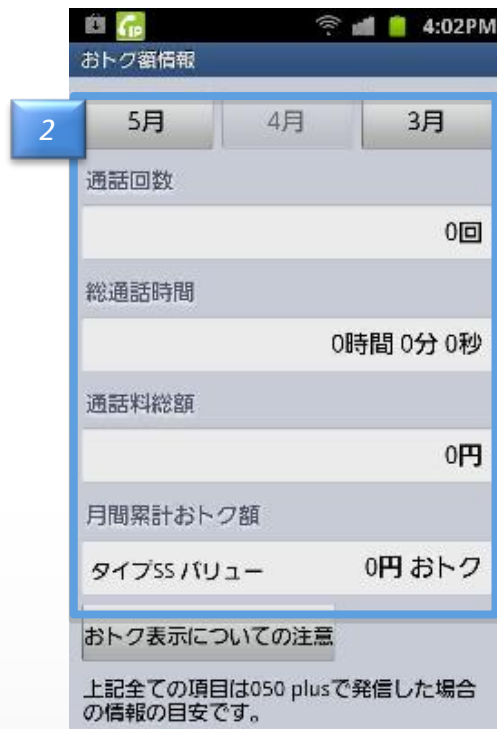 iP 4:02PM
おトク額情報
2
5月 4月 3月
通話回数
0回
総通話時間
0時間 0分 0秒
通話料総額
0円
月間累計おトク額
タイプSS バリュー 0円 おトク
おトク表示についての注意
上記全ての項目は050 plusで発信した場合
の情報の目安です。